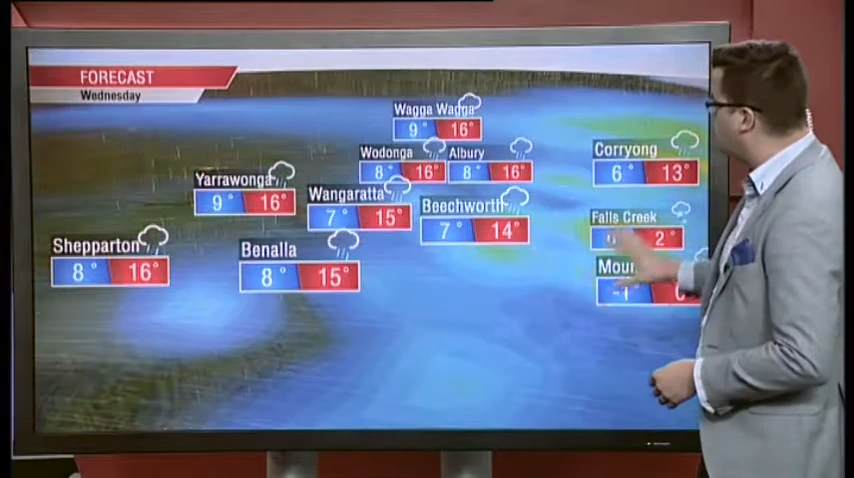 FORECAST
Wednesday
Wagga Wagga
9° 16°
Wodonga Albury
8° 16° 8° 16°
Corryong
6° 13°
Yarrawonga
9° 16°
Wangaratta
7° 15°
Beechworth
7° 14°
Falls Creek
2°
Shepparton
8° 16°
Benalla
8° 15°
-1°